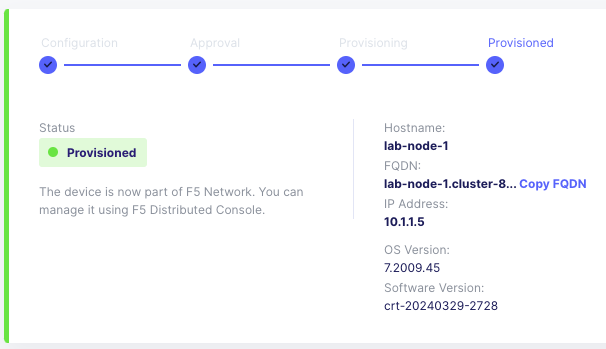 Configuration
Approval
Provisioning
Provisioned
Status
Provisioned
The device is now part of F5 Network. You can
manage it using F5 Distributed Console.
Hostname:
lab-node-1
FQDN:
lab-node-1.cluster-8... Copy FQDN
IP Address:
10.1.1.5
OS Version:
7.2009.45
Software Version:
crt-20240329-2728